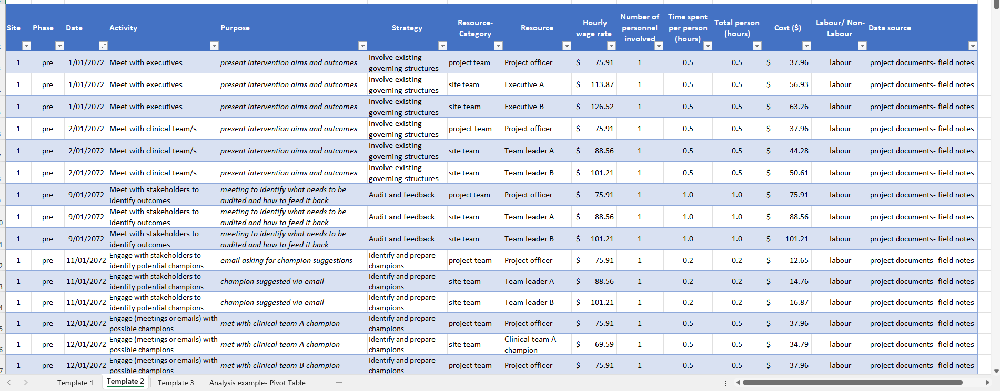 Site Phase Date Activity Purpose Strategy Resource-Category Resource Hourly wage rate Number of personnel involved Time spent per person (hours) Total person (hours) Cost ($) Labour/ Non-Labour Data source
1 pre 1/01/2072 Meet with executives present intervention aims and outcomes Involve existing governing structures project team Project officer $ 75.91 1 0.5 0.5 $ 37.96 labour project documents- field notes
1 pre 1/01/2072 Meet with executives present intervention aims and outcomes Involve existing governing structures site team Executive A $ 113.87 1 0.5 0.5 $ 56.93 labour project documents- field notes
1 pre 1/01/2072 Meet with executives present intervention aims and outcomes Involve existing governing structures site team Executive B $ 126.52 1 0.5 0.5 $ 63.26 labour project documents- field notes
1 pre 2/01/2072 Meet with clinical team/s present intervention aims and outcomes Involve existing governing structures project team Project officer $ 75.91 1 0.5 0.5 $ 37.96 labour project documents- field notes
1 pre 2/01/2072 Meet with clinical team/s present intervention aims and outcomes Involve existing governing structures site team Team leader A $ 88.56 1 0.5 0.5 $ 44.28 labour project documents- field notes
1 pre 2/01/2072 Meet with clinical team/s present intervention aims and outcomes Involve existing governing structures site team Team leader B $ 101.21 1 0.5 0.5 $ 50.61 labour project documents- field notes
1 pre 9/01/2072 Meet with stakeholders to identify outcomes meeting to identify what needs to be audited and how to feed it back Audit and feedback project team Project officer $ 75.91 1 1.0 1.0 $ 75.91 labour project documents- field notes
1 pre 9/01/2072 Meet with stakeholders to identify outcomes meeting to identify what needs to be audited and how to feed it back Audit and feedback site team Team leader A $ 88.56 1 1.0 1.0 $ 88.56 labour project documents- field notes
1 pre 9/01/2072 Meet with stakeholders to identify outcomes meeting to identify what needs to be audited and how to feed it back Audit and feedback site team Team leader B $ 101.21 1 1.0 1.0 $ 101.21 labour project documents- field notes
1 pre 11/01/2072 Engage with stakeholders to identify potential champions email asking for champion suggestions Identify and prepare champions project team Project officer $ 75.91 1 0.2 0.2 $ 12.65 labour project documents- field notes
1 pre 11/01/2072 Engage with stakeholders to identify potential champions champion suggested via email Identify and prepare champions site team Team leader A $ 88.56 1 0.2 0.2 $ 14.76 labour project documents- field notes
1 pre 11/01/2072 Engage with stakeholders to identify potential champions champion suggested via email Identify and prepare champions site team Team leader B $ 101.21 1 0.2 0.2 $ 16.87 labour project documents- field notes
1 pre 12/01/2072 Engage (meetings or emails) with possible champions met with clinical team A champion Identify and prepare champions project team Project officer $ 75.91 1 0.5 0.5 $ 37.96 labour project documents- field notes
1 pre 12/01/2072 Engage (meetings or emails) with possible champions met with clinical team A champion Identify and prepare champions site team Clinical team A - champion $ 69.59 1 0.5 0.5 $ 34.79 labour project documents- field notes
1 pre 12/01/2072 Engage (meetings or emails) with possible champions met with clinical team B champion Identify and prepare champions project team Project officer $ 75.91 1 0.5 0.5 $ 37.96 labour project documents- field notes
Template 1 Template 2 Template 3 Analysis example- Pivot Table